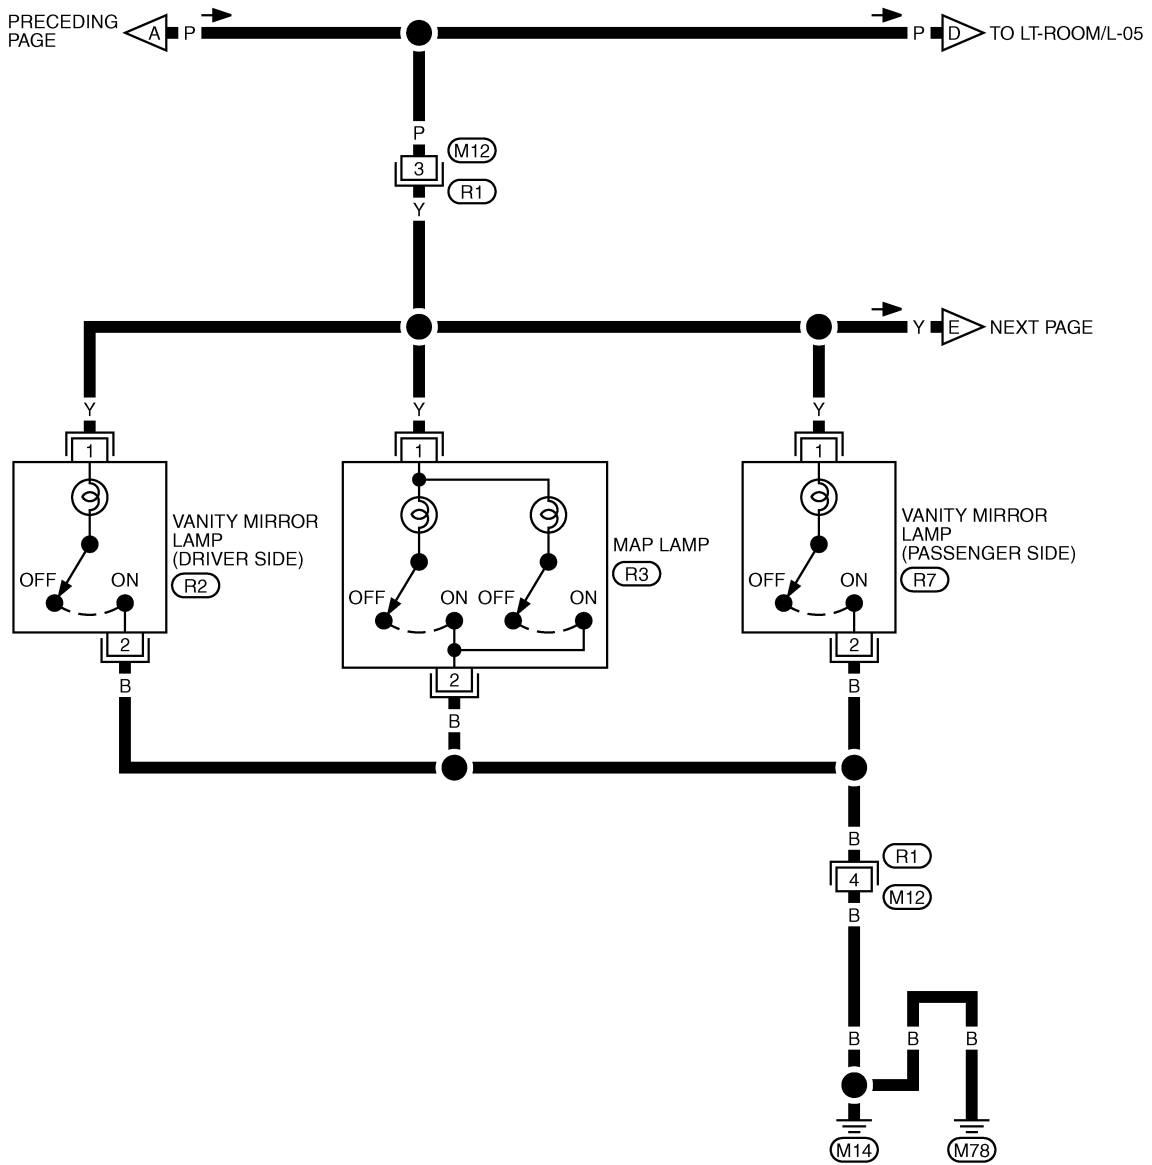 PRECEDING
PAGE
A
P
P
D
TO LT-ROOM/L-05
P
M12
3
R1
Y
Y
E
NEXT PAGE
Y
Y
Y
1
1
1
VANITY MIRROR
LAMP
(DRIVER SIDE)
R2
OFF
ON
MAP LAMP
R3
OFF
ON
OFF
ON
VANITY MIRROR
LAMP
(PASSENGER SIDE)
R7
OFF
ON
2
2
2
B
B
B
B
R1
4
M12
B
B
B
B
M14
M78